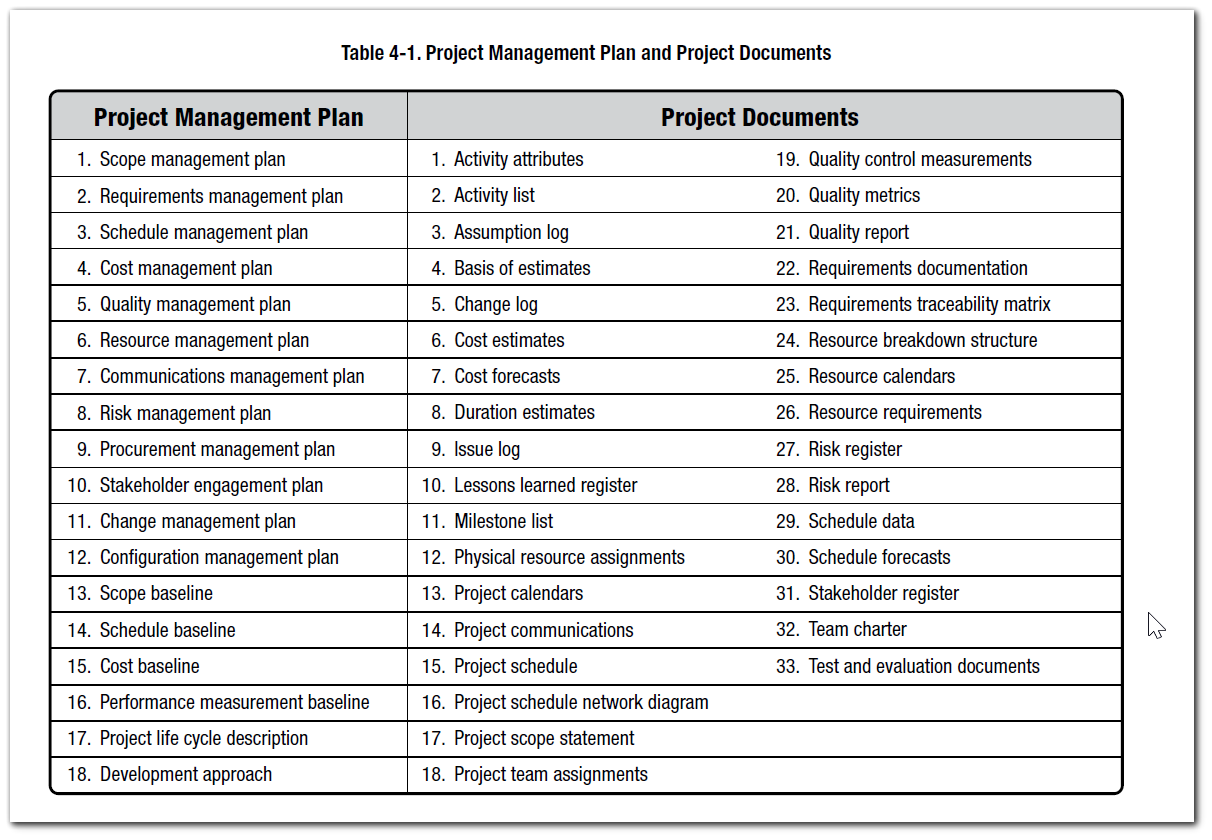 Table 4-1. Project Management Plan and Project Documents
Project Management Plan Project Documents
1. Scope management plan 1. Activity attributes 19. Quality control measurements
2. Requirements management plan 2. Activity list 20. Quality metrics
3. Schedule management plan 3. Assumption log 21. Quality report
4. Cost management plan 4. Basis of estimates 22. Requirements documentation
5. Quality management plan 5. Change log 23. Requirements traceability matrix
6. Resource management plan 6. Cost estimates 24. Resource breakdown structure
7. Communications management plan 7. Cost forecasts 25. Resource calendars
8. Risk management plan 8. Duration estimates 26. Resource requirements
9. Procurement management plan 9. Issue log 27. Risk register
10. Stakeholder engagement plan 10. Lessons learned register 28. Risk report
11. Change management plan 11. Milestone list 29. Schedule data
12. Configuration management plan 12. Physical resource assignments 30. Schedule forecasts
13. Scope baseline 13. Project calendars 31. Stakeholder register
14. Schedule baseline 14. Project communications 32. Team charter
15. Cost baseline 15. Project schedule 33. Test and evaluation documents
16. Performance measurement baseline 16. Project schedule network diagram
17. Project life cycle description 17. Project scope statement
18. Development approach 18. Project team assignments